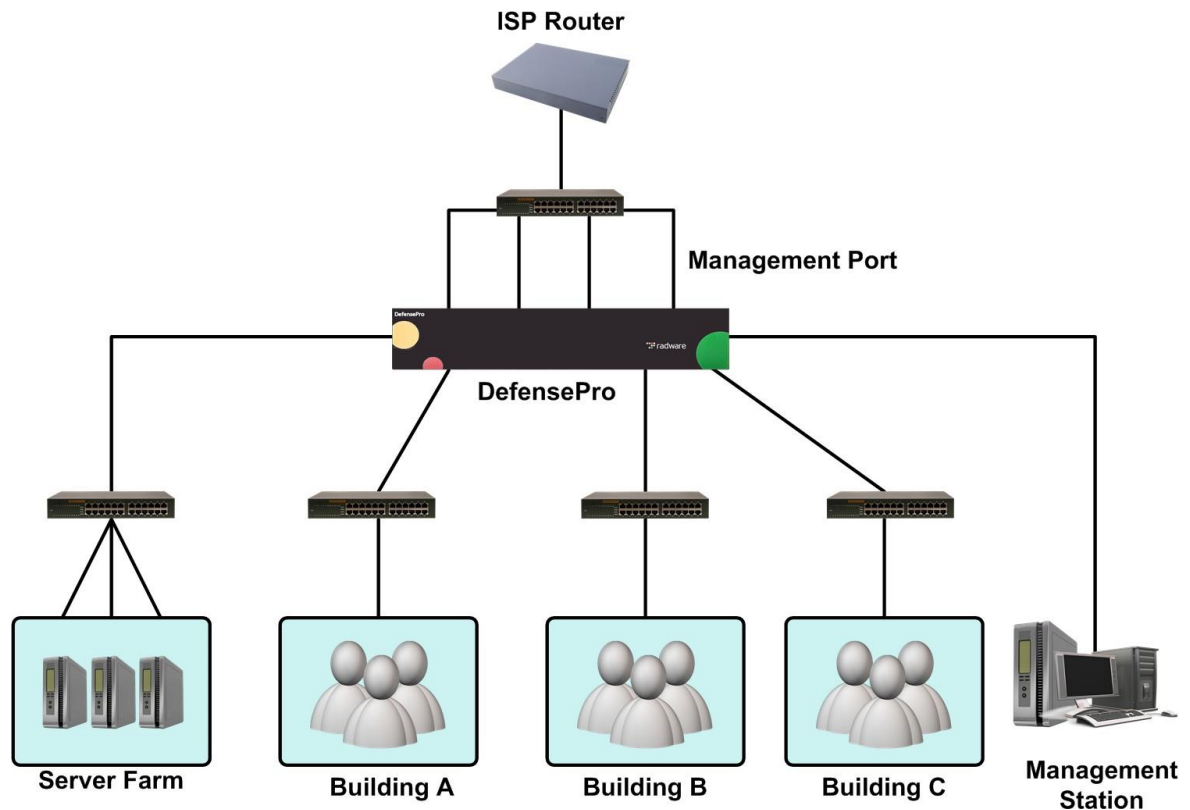 ISP Router
Management Port
DefensePro
radware
DefensePro
Server Farm
Building A
Building B
Building C
Management
Station